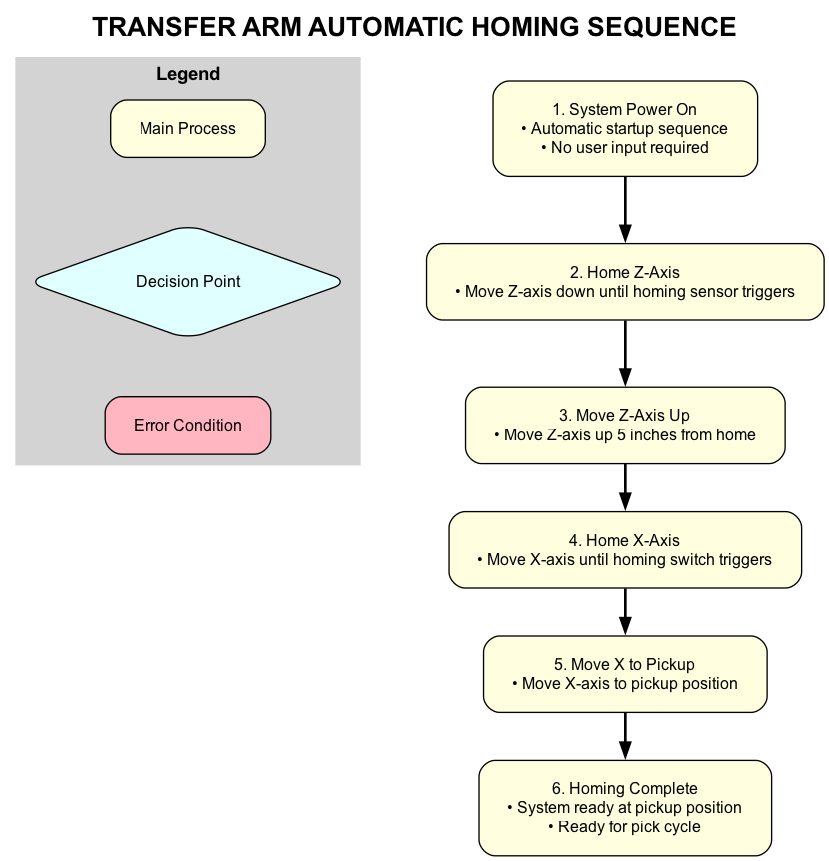 TRANSFER ARM AUTOMATIC HOMING SEQUENCE
Legend
Main Process
Decision Point
Error Condition
1. System Power On
• Automatic startup sequence
• No user input required
2. Home Z-Axis
• Move Z-axis down until homing sensor triggers
3. Move Z-Axis Up
• Move Z-axis up 5 inches from home
4. Home X-Axis
• Move X-axis until homing switch triggers
5. Move X to Pickup
• Move X-axis to pickup position
6. Homing Complete
• System ready at pickup position
• Ready for pick cycle